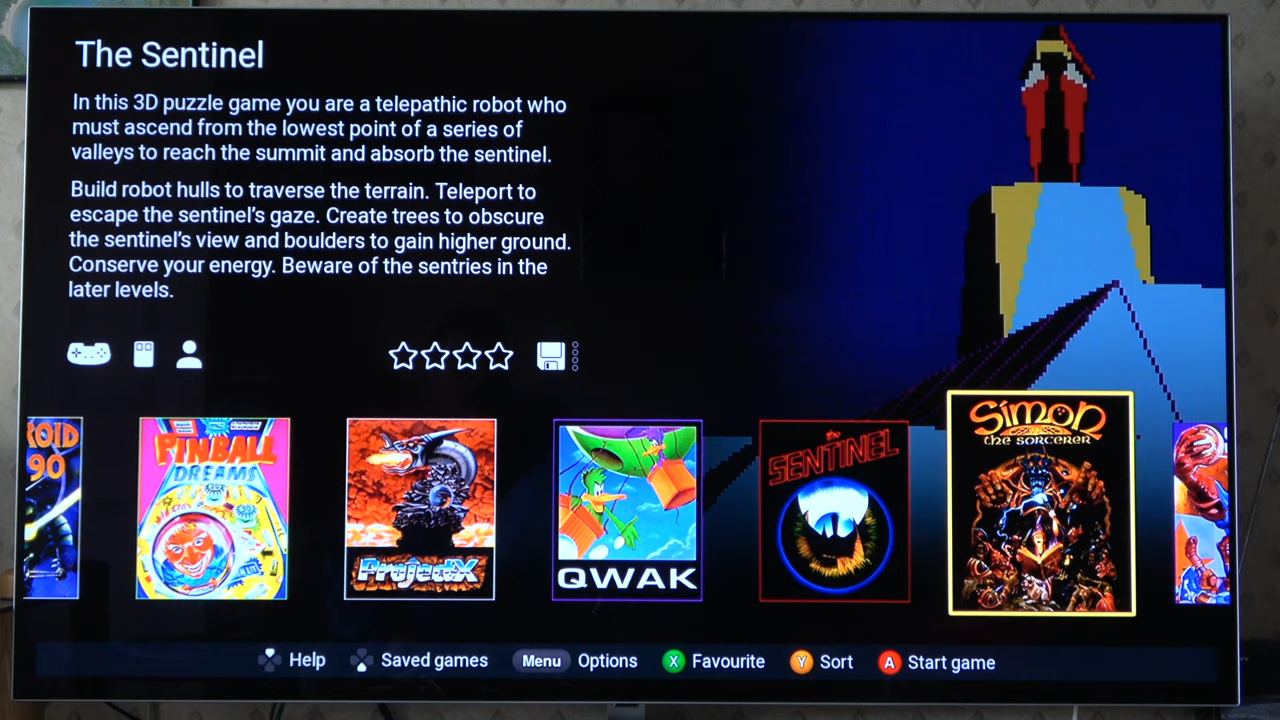 The Sentinel
In this 3D puzzle game you are a telepathic robot who
must ascend from the lowest point of a series of
valleys to reach the summit and absorb the sentinel.
Build robot hulls to traverse the terrain. Teleport to
escape the sentinel's gaze. Create trees to obscure
the sentinel's view and boulders to gain higher ground.
Conserve your energy. Beware of the sentries in the
later levels.
ROID
90
PINBALL
DREAMS
ProjectX
QWAK
the
SENTINEL
Simon
the SORCERER
Help
Saved games
Menu Options
X Favourite
Y Sort
A Start game